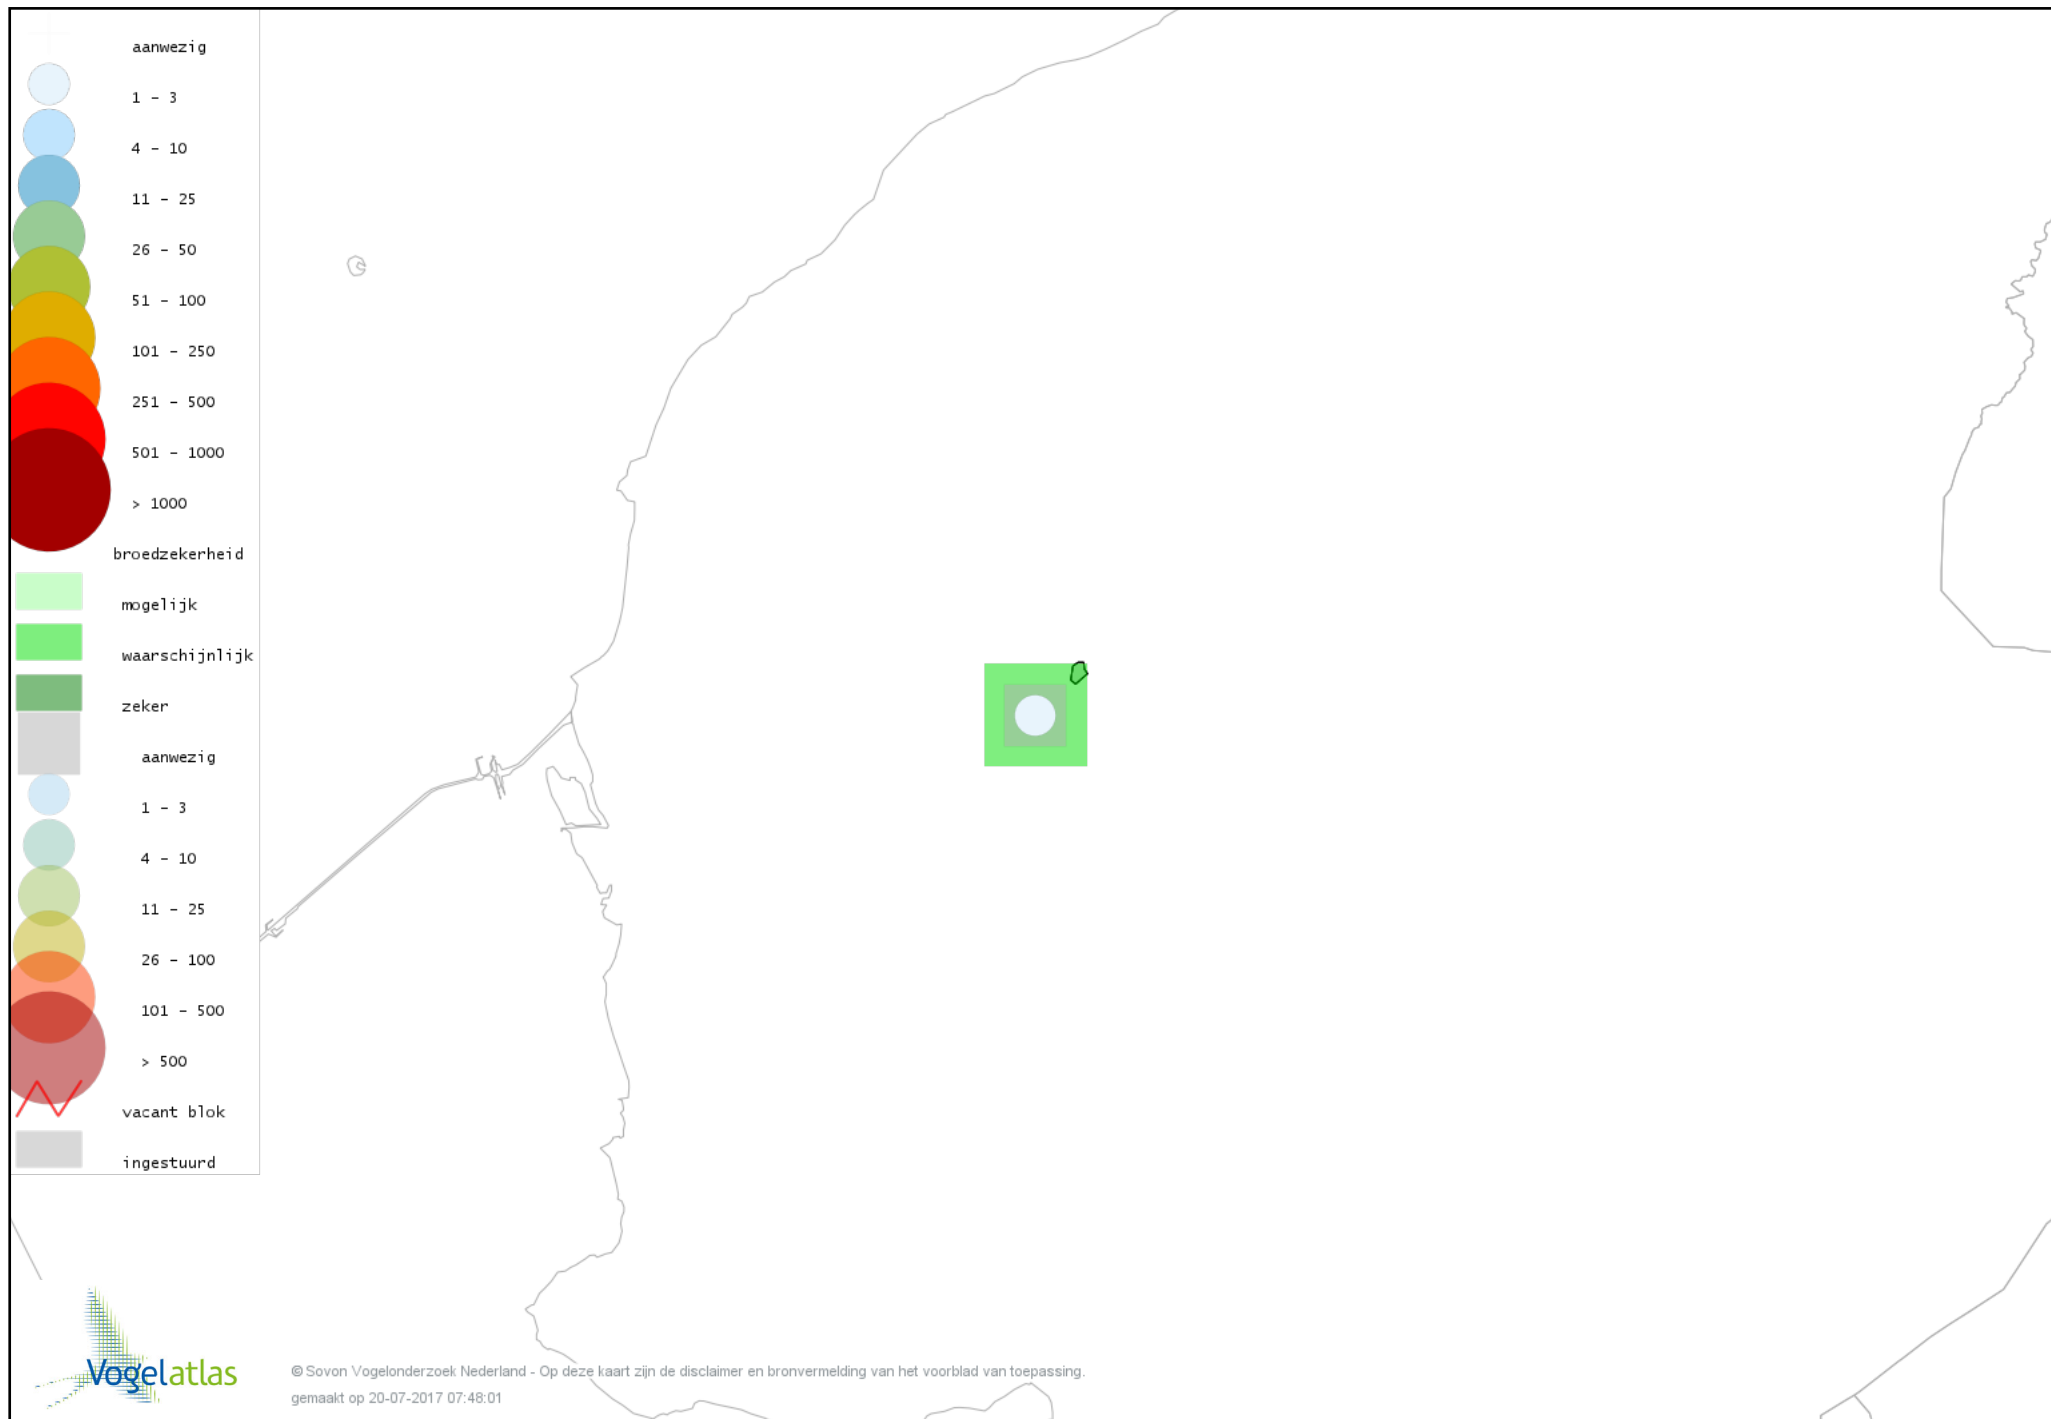 aanwezig
1 - 3
4 - 10
11 - 25
26 - 50
51 - 100
101 - 250
251 - 500
501 - 1000
> 1000
broedzekerheid
mogelijk
waarschijnlijk
zeker
aanwezig
1 - 3
4 - 10
11 - 25
26 - 100
101 - 500
> 500
vacant blok
ingestuurd
Vogelatlas
© Sovon Vogelonderzoek Nederland - Op deze kaart zijn de disclaimer en bronvermelding van het voorblad van toepassing.
gemaakt op 20-07-2017 07:48:01